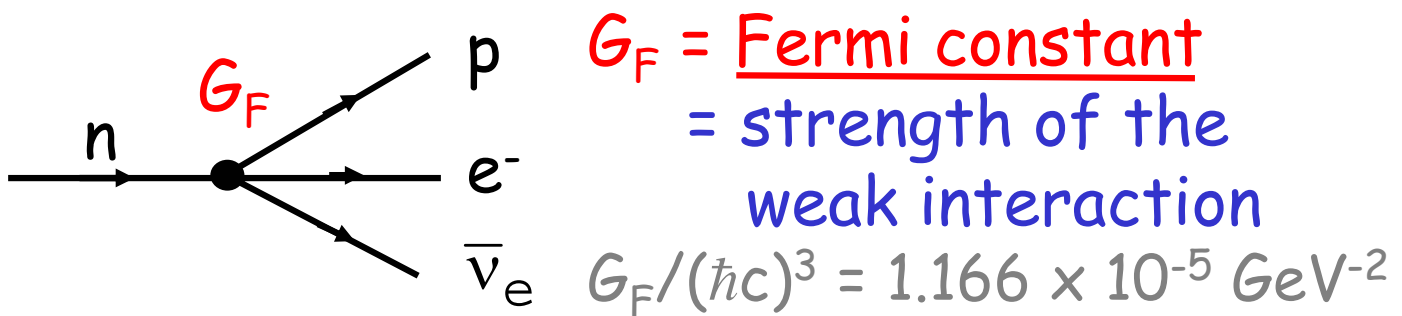 n
G_F
p
e⁻
ν̅_e
G_F = Fermi constant
= strength of the
weak interaction
G_F/(ħc)³ = 1.166 x 10⁻⁵ GeV⁻²